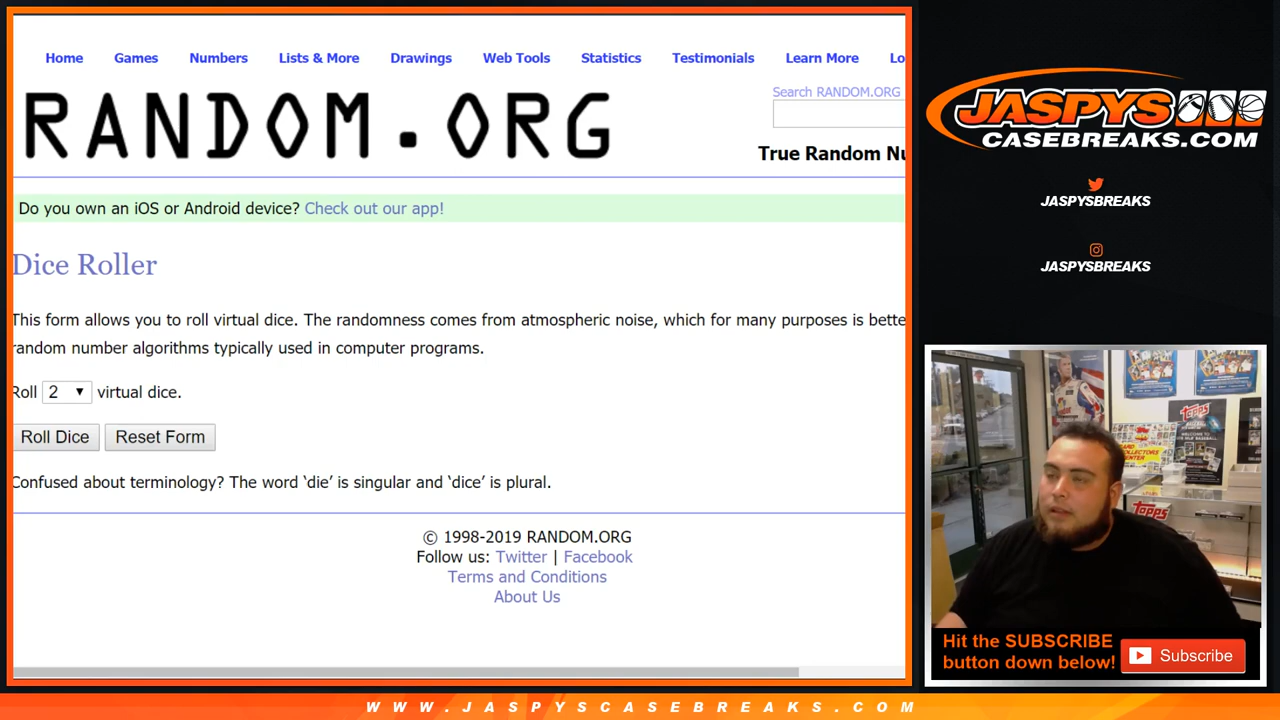 Home Games Numbers Lists & More Drawings Web Tools Statistics Testimonials Learn More Lo
Search RANDOM.ORG
RANDOM.ORG
True Random Nu
Do you own an iOS or Android device? Check out our app!
Dice Roller
This form allows you to roll virtual dice. The randomness comes from atmospheric noise, which for many purposes is bette
random number algorithms typically used in computer programs.
Roll 2 virtual dice.
Roll Dice Reset Form
Confused about terminology? The word ‘die’ is singular and ‘dice’ is plural.
© 1998-2019 RANDOM.ORG
Follow us: Twitter | Facebook
Terms and Conditions
About Us
JASPYS
CASEBREAKS.COM
JASPYSBREAKS
JASPYSBREAKS
topps
topps
Hit the SUBSCRIBE
button down below!
Subscribe
WWW.JASPYSCASEBREAKS.COM